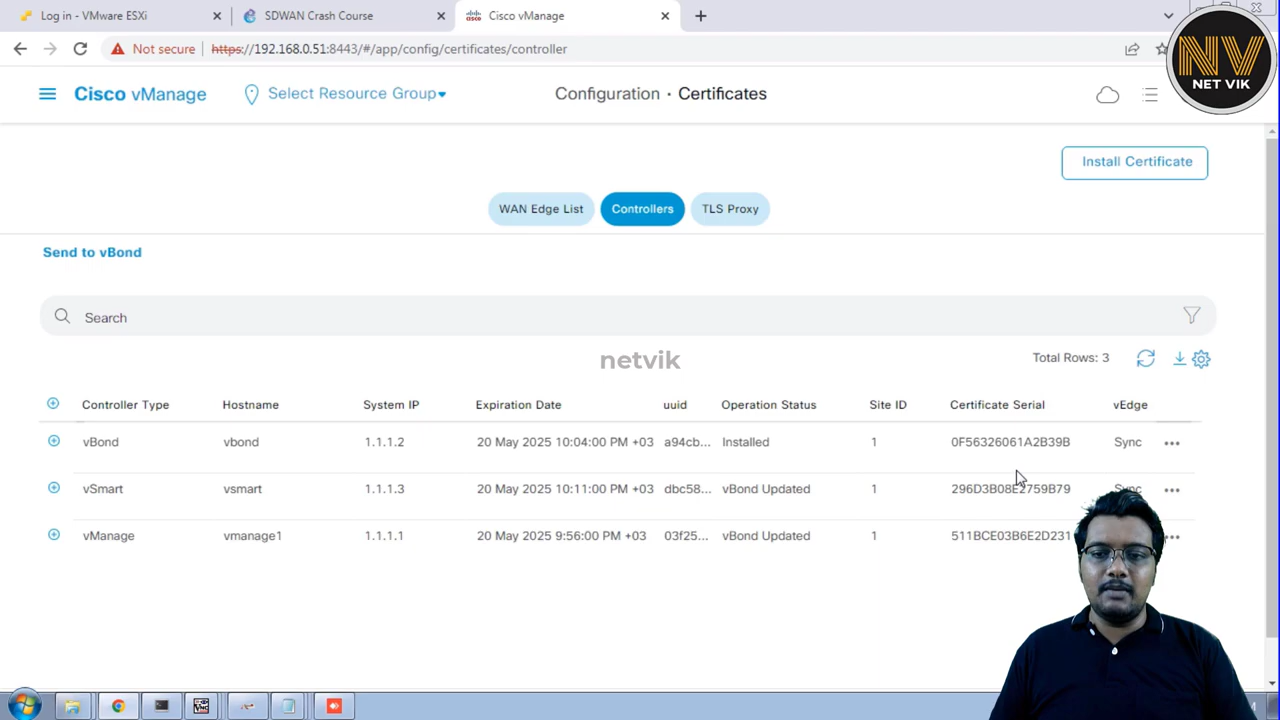 Log in - VMware ESXi
SDWAN Crash Course
Cisco vManage
Not secure
https://192.168.0.51:8443/#/app/config/certificates/controller
NV
NET VIK
Cisco vManage
Select Resource Group
Configuration · Certificates
Install Certificate
WAN Edge List
Controllers
TLS Proxy
Send to vBond
Search
netvik
Total Rows: 3
Controller Type Hostname System IP Expiration Date uuid Operation Status Site ID Certificate Serial vEdge
vBond vbond 1.1.1.2 20 May 2025 10:04:00 PM +03 a94cb... Installed 1 0F56326061A2B39B Sync
vSmart vsmart 1.1.1.3 20 May 2025 10:11:00 PM +03 dbc58... vBond Updated 1 296D3B08E2759B79 Sync
vManage vmanage1 1.1.1.1 20 May 2025 9:56:00 PM +03 03f25... vBond Updated 1 511BCE03B6E2D231